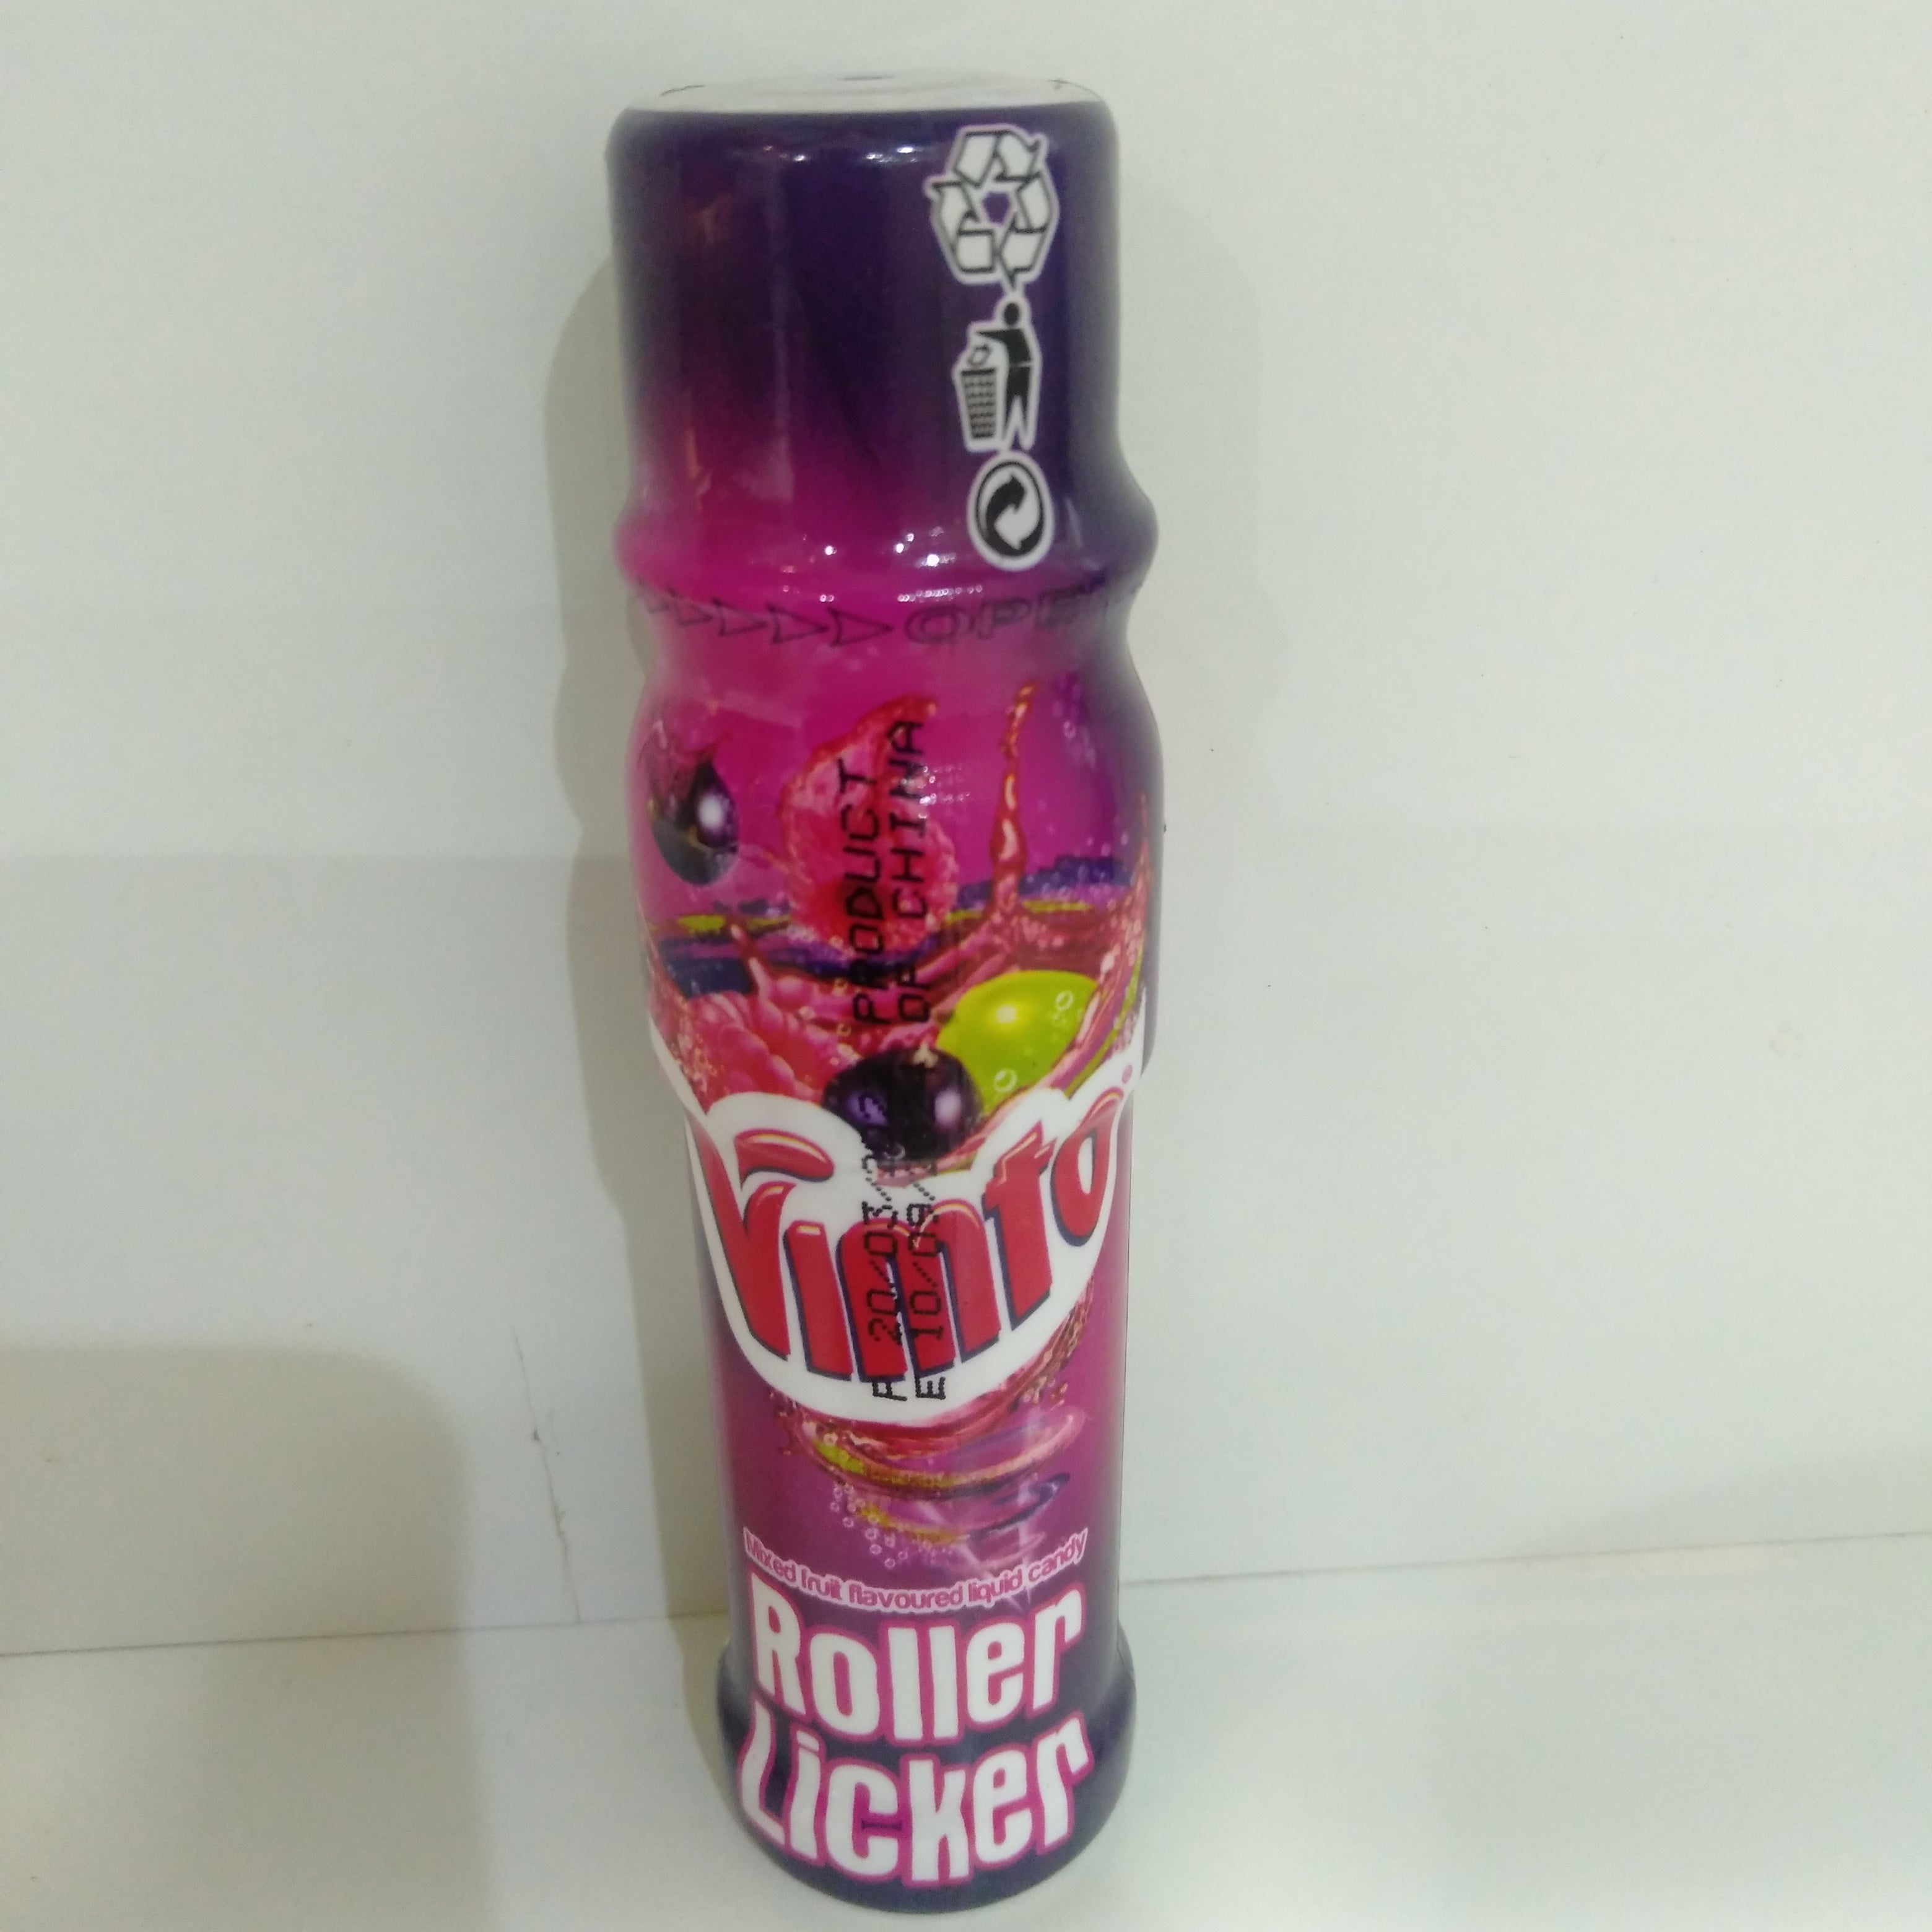 OPEN
PRODUCT
OF CHINA
Vimto®
Mixed fruit flavoured liquid candy
Roller
Licker